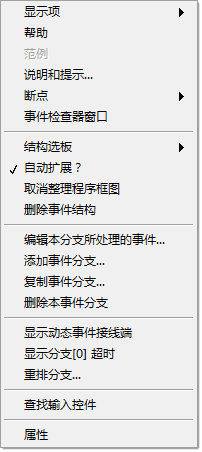 显示项
帮助
范例
说明和提示...
断点
事件检查器窗口
结构选板
自动扩展？
取消整理程序框图
删除事件结构
编辑本分支所处理的事件...
添加事件分支...
复制事件分支...
删除本事件分支
显示动态事件接线端
显示分支[0] 超时
重排分支...
查找输入控件
属性